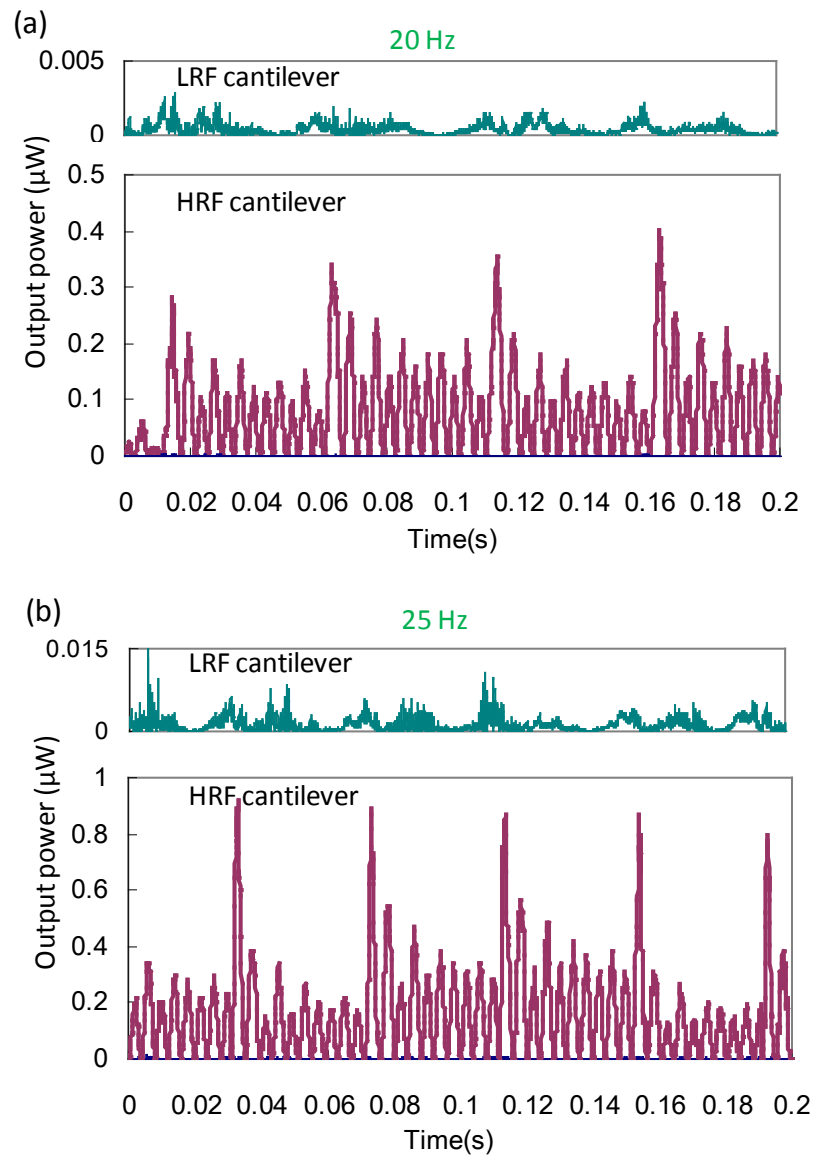 (a)
20 Hz
0.005
LRF cantilever
0
0.5
HRF cantilever
0.4
0.3
0.2
0.1
0
Output power (µW)
0 0.02 0.04 0.06 0.08 0.1 0.12 0.14 0.16 0.18 0.2
Time(s)
(b)
25 Hz
0.015
LRF cantilever
0
1
HRF cantilever
0.8
0.6
0.4
0.2
0
Output power (µW)
0 0.02 0.04 0.06 0.08 0.1 0.12 0.14 0.16 0.18 0.2
Time(s)